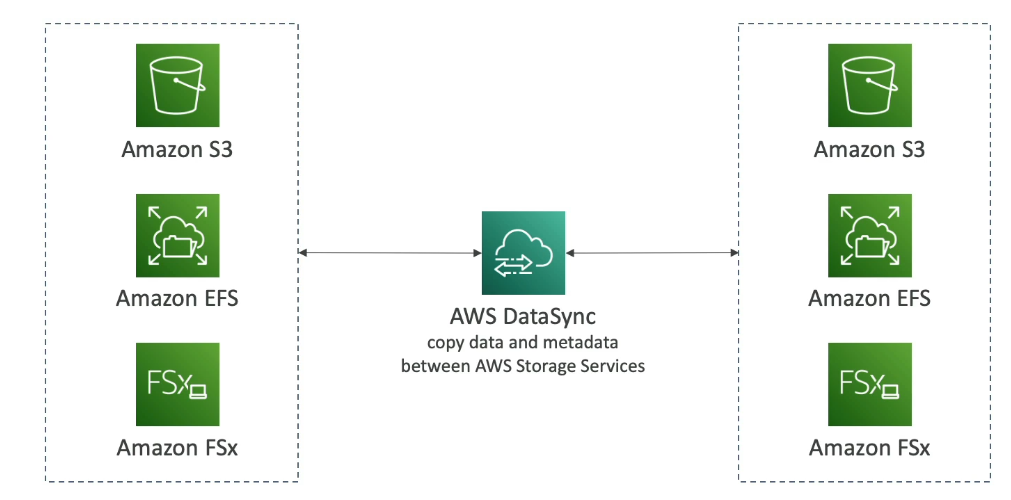 Amazon S3
Amazon EFS
FSx
Amazon FSx
AWS DataSync
copy data and metadata
between AWS Storage Services
Amazon S3
Amazon EFS
FSx
Amazon FSx